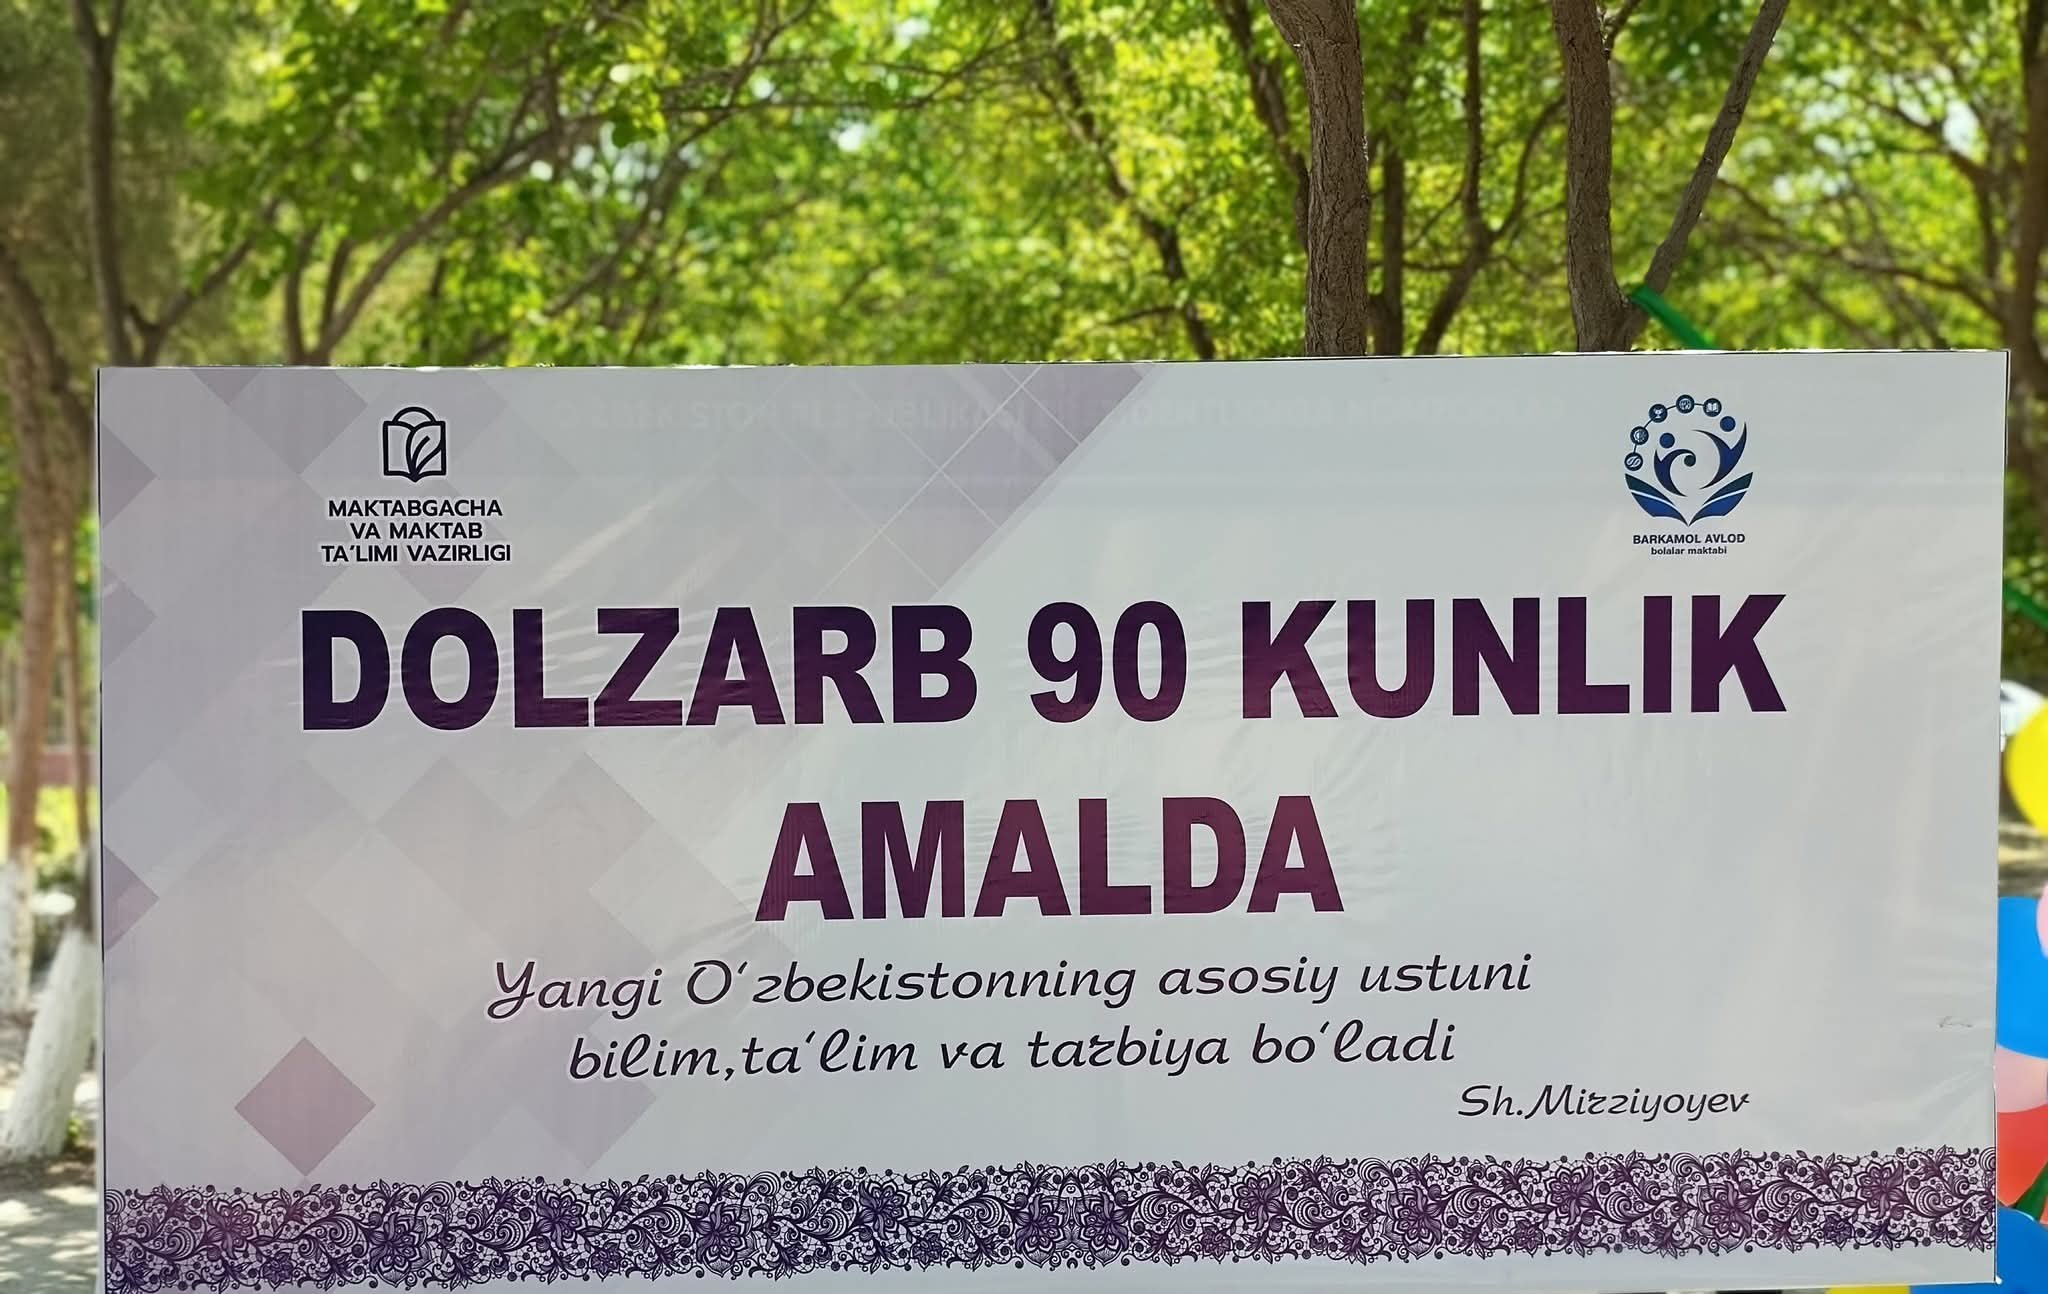 MAKTABGACHA
VA MAKTAB
TA'LIMI VAZIRLIGI
BARKAMOL AVLOD
bolalar maktabi
DOLZARB 90 KUNLIK
AMALDA
Yangi O‘zbekistonning asosiy ustuni
bilim,ta‘lim va tarbiya bo‘ladi
Sh.Mirziyoyev